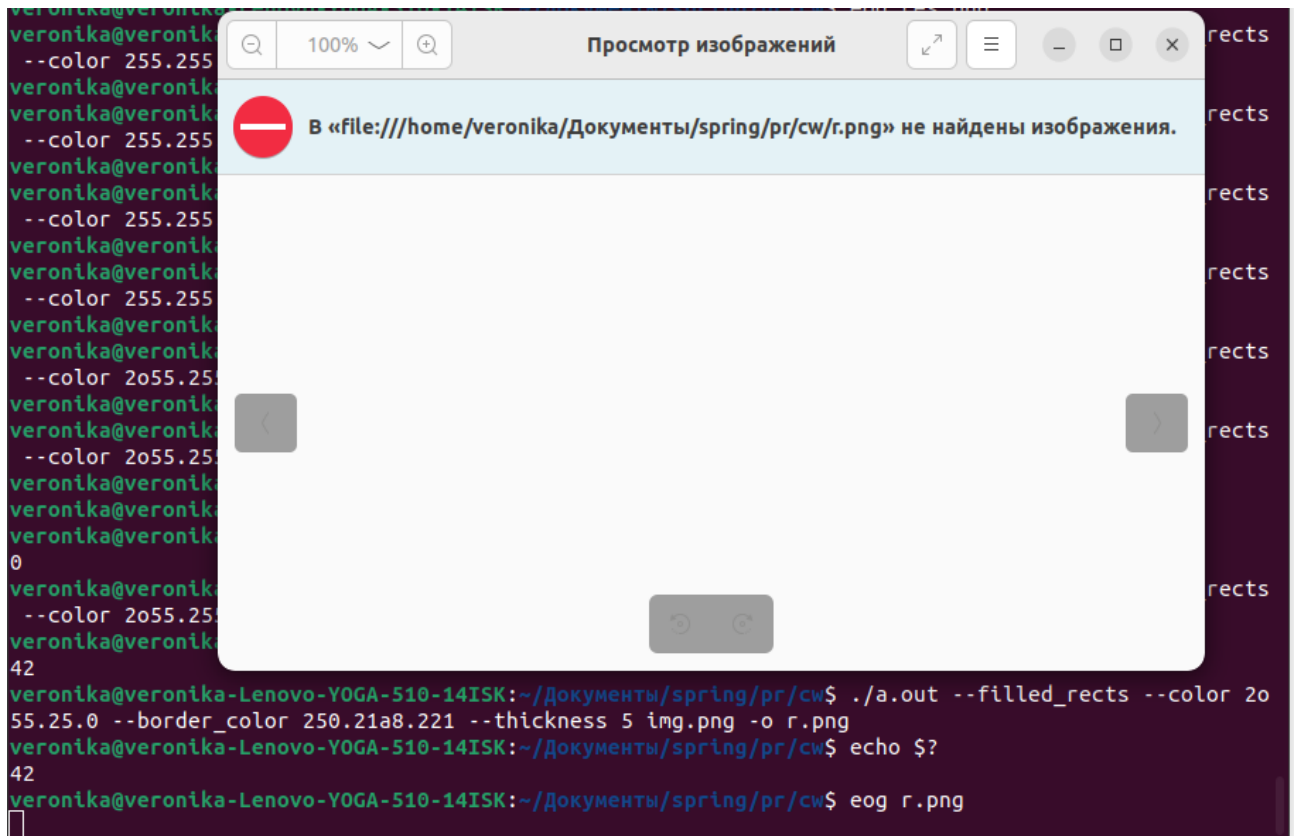 veronika@veronika
100%
Просмотр изображений
rects
--color 255.255
veronika@veronika
В «file:///home/veronika/Документы/spring/pr/cw/r.png» не найдены изображения.
veronika@veronika
rects
--color 255.255
veronika@veronika
veronika@veronika
rects
--color 255.255
veronika@veronika
veronika@veronika
rects
--color 255.255
veronika@veronika
veronika@veronika
rects
--color 2o55.255
veronika@veronika
veronika@veronika
rects
--color 2o55.255
veronika@veronika
veronika@veronika
veronika@veronika
0
veronika@veronika
rects
--color 2o55.255
veronika@veronika
42
veronika@veronika-Lenovo-YOGA-510-14ISK:~/Документы/spring/pr/cw$ ./a.out --filled_rects --color 2o
55.25.0 --border_color 250.21a8.221 --thickness 5 img.png -o r.png
veronika@veronika-Lenovo-YOGA-510-14ISK:~/Документы/spring/pr/cw$ echo $?
42
veronika@veronika-Lenovo-YOGA-510-14ISK:~/Документы/spring/pr/cw$ eog r.png